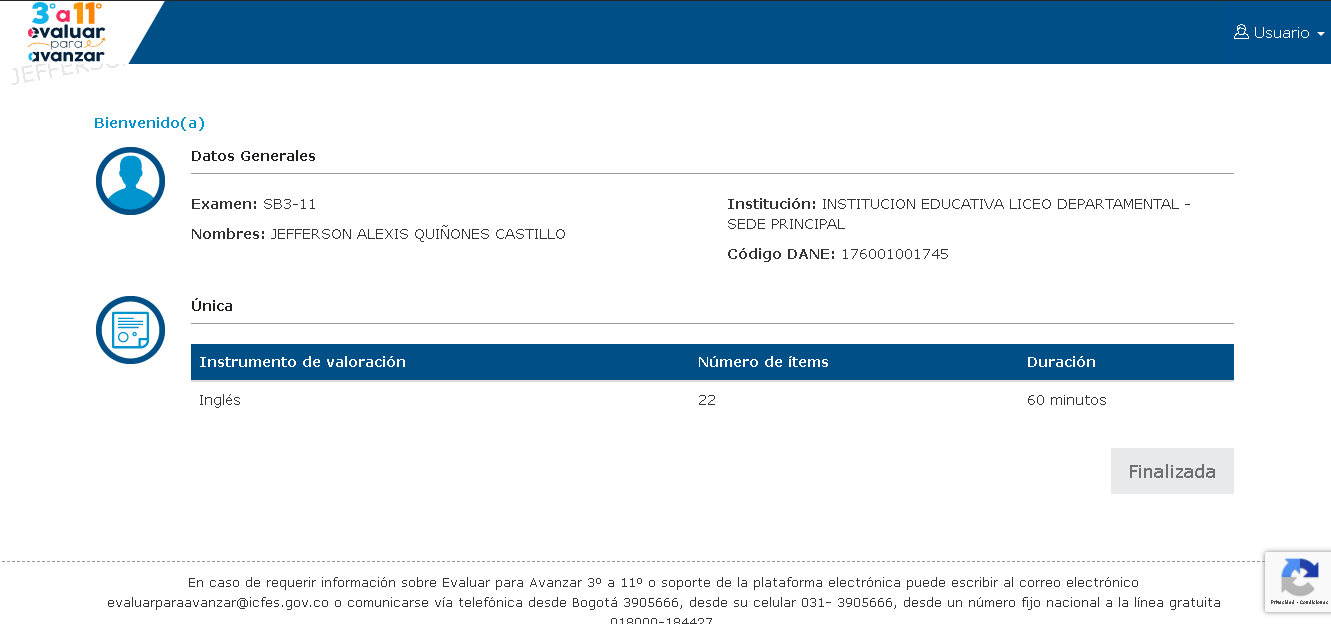 3° a 11°
evaluar
para
avanzar
Usuario
JEFFERSO
Bienvenido(a)
Datos Generales
Examen: SB3-11
Nombres: JEFFERSON ALEXIS QUIÑONES CASTILLO
Institución: INSTITUCION EDUCATIVA LICEO DEPARTAMENTAL -
SEDE PRINCIPAL
Código DANE: 176001001745
Única
Instrumento de valoración Número de ítems Duración
Inglés 22 60 minutos
Finalizada
En caso de requerir información sobre Evaluar para Avanzar 3º a 11º o soporte de la plataforma electrónica puede escribir al correo electrónico
evaluarparaavanzar@icfes.gov.co o comunicarse vía telefónica desde Bogotá 3905666, desde su celular 031- 3905666, desde un número fijo nacional a la línea gratuita
018000-184427
Privacidad - Condiciones